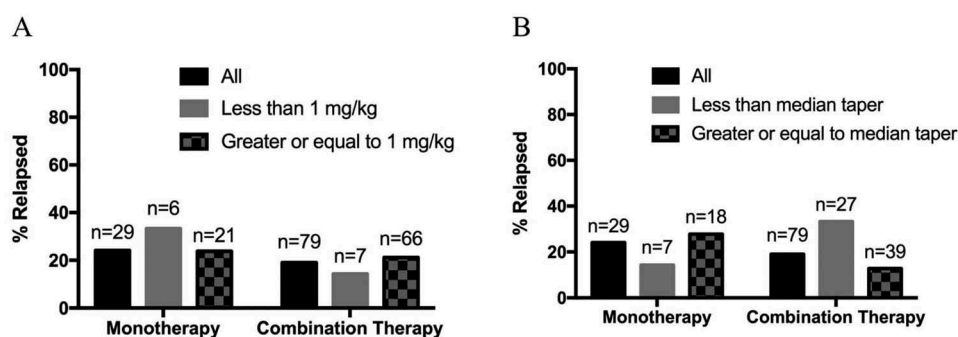 A
% Relapsed
100
80
60
40
20
0
All
Less than 1 mg/kg
Greater or equal to 1 mg/kg
n=29
n=6
n=21
n=79
n=7
n=66
Monotherapy
Combination Therapy
B
% Relapsed
100
80
60
40
20
0
All
Less than median taper
Greater or equal to median taper
n=29
n=7
n=18
n=79
n=27
n=39
Monotherapy
Combination Therapy